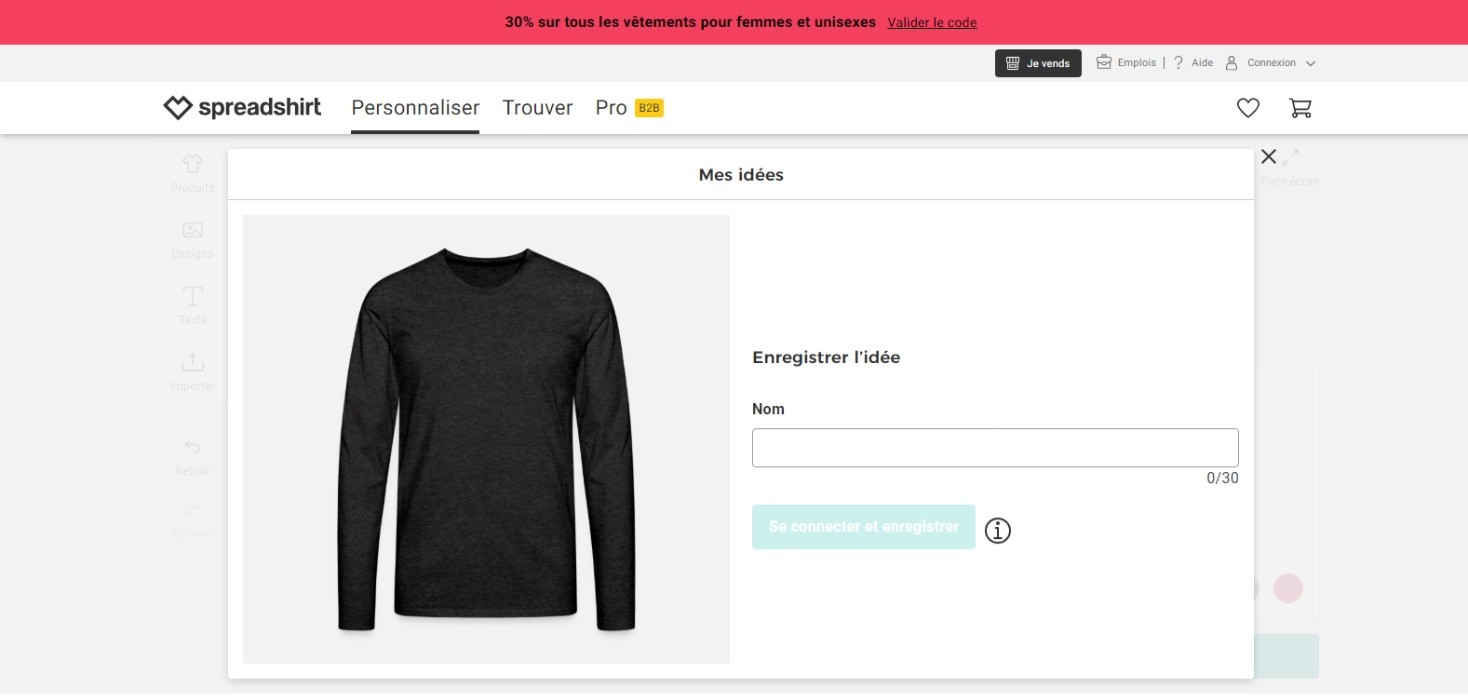 30% sur tous les vêtements pour femmes et unisexes Valider le code
Je vends Emplois | ? Aide Connexion
spreadshirt Personnaliser Trouver Pro B2B
Mes idées
Plein écran
Produits
Designs
Texte
Importer
Retour
Enregistrer l'idée
Nom
0/30
Se connecter et enregistrer